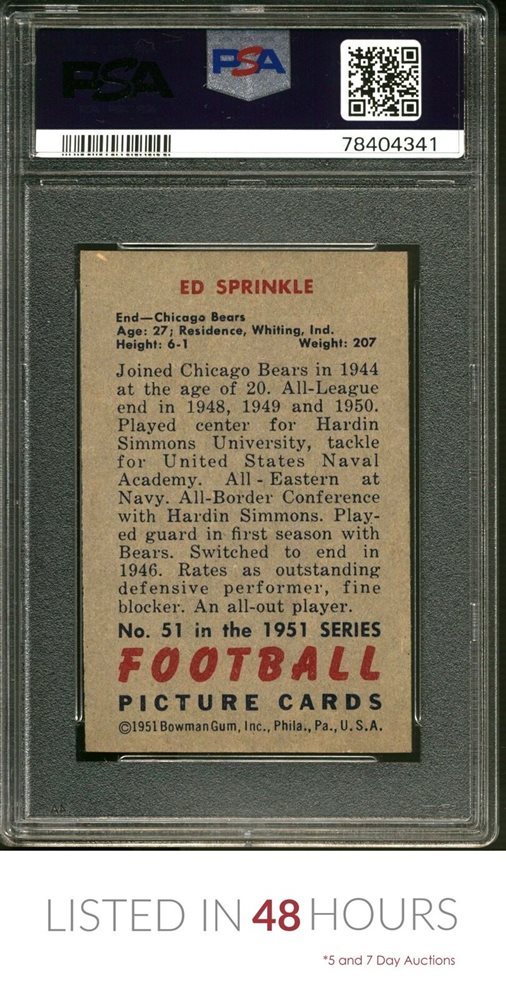 PSA
PSA
78404341
ED SPRINKLE
End—Chicago Bears
Age: 27; Residence, Whiting, Ind.
Height: 6-1 Weight: 207
Joined Chicago Bears in 1944
at the age of 20. All-League
end in 1948, 1949 and 1950.
Played center for Hardin
Simmons University, tackle
for United States Naval
Academy. All - Eastern at
Navy. All-Border Conference
with Hardin Simmons. Play-
ed guard in first season with
Bears. Switched to end in
1946. Rates as outstanding
defensive performer, fine
blocker. An all-out player.
No. 51 in the 1951 SERIES
FOOTBALL
PICTURE CARDS
©1951 Bowman Gum, Inc., Phila., Pa., U.S.A.
LISTED IN 48 HOURS
*5 and 7 Day Auctions